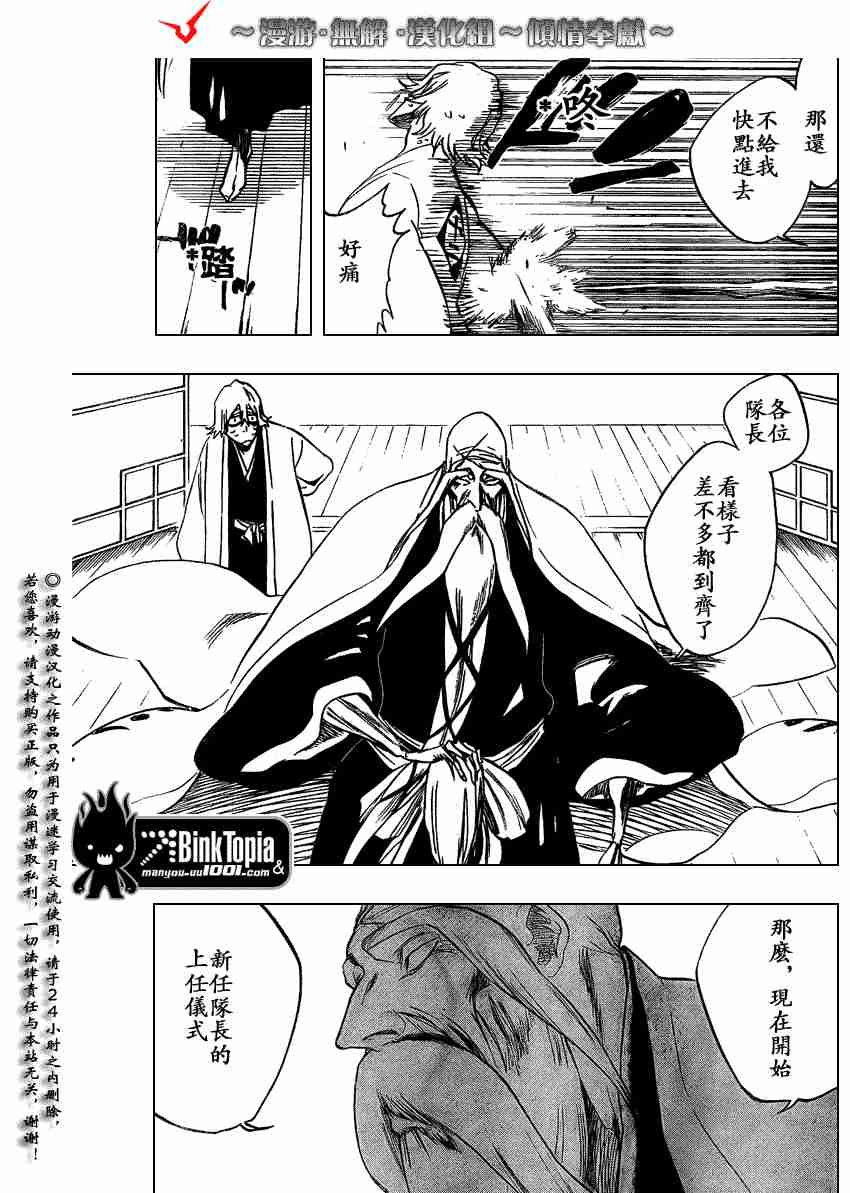 ～漫游·無解·漢化組～傾情奉獻～
那還
不給我
快點進去
*咚
好痛
*踏
各位
隊長
看樣子
差不多都到齊了
那麼，現在開始
新任隊長的
上任儀式
◎漫游动漫汉化之作品只为用于漫迷学习交流使用，请于24小时之内删除，
若您喜欢，请支持购买正版，勿盗用谋取私利，一切法律责任与本站无关，谢谢！
BinkTopia
manyou-uu1001.com &